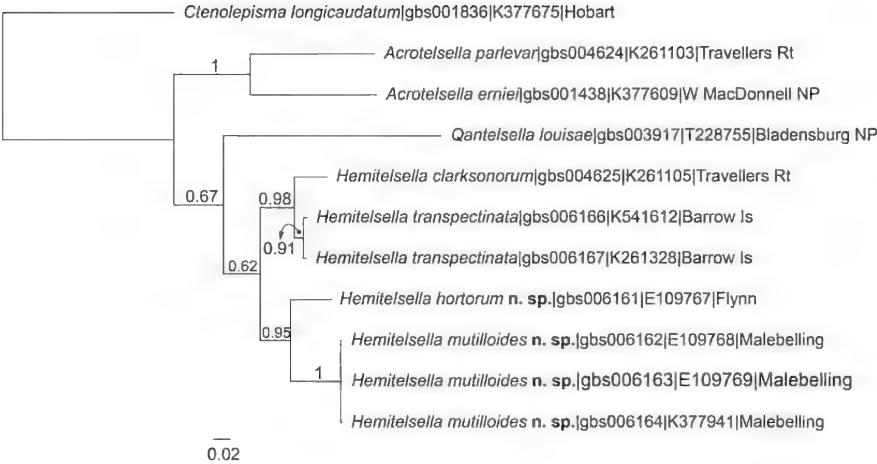 Ctenolepisma longicaudatum|gbs001836|K377675|Hobart
Acrotelsella parlevar|gbs004624|K261103|Travellers Rt
1
Acrotelsella erniei|gbs001438|K377609|W MacDonnell NP
Qantelsella louisae|gbs003917|T228755|Bladensburg NP
Hemitelsella clarksonorum|gbs004625|K261105|Travellers Rt
0.67
0.98
Hemitelsella transpectinata|gbs006166|K541612|Barrow Is
0.91
Hemitelsella transpectinata|gbs006167|K261328|Barrow Is
0.62
Hemitelsella hortorum n. sp.|gbs006161|E109767|Flynn
0.95
Hemitelsella mutilloides n. sp.|gbs006162|E109768|Malebelling
1
Hemitelsella mutilloides n. sp.|gbs006163|E109769|Malebelling
Hemitelsella mutilloides n. sp.|gbs006164|K377941|Malebelling
0.02